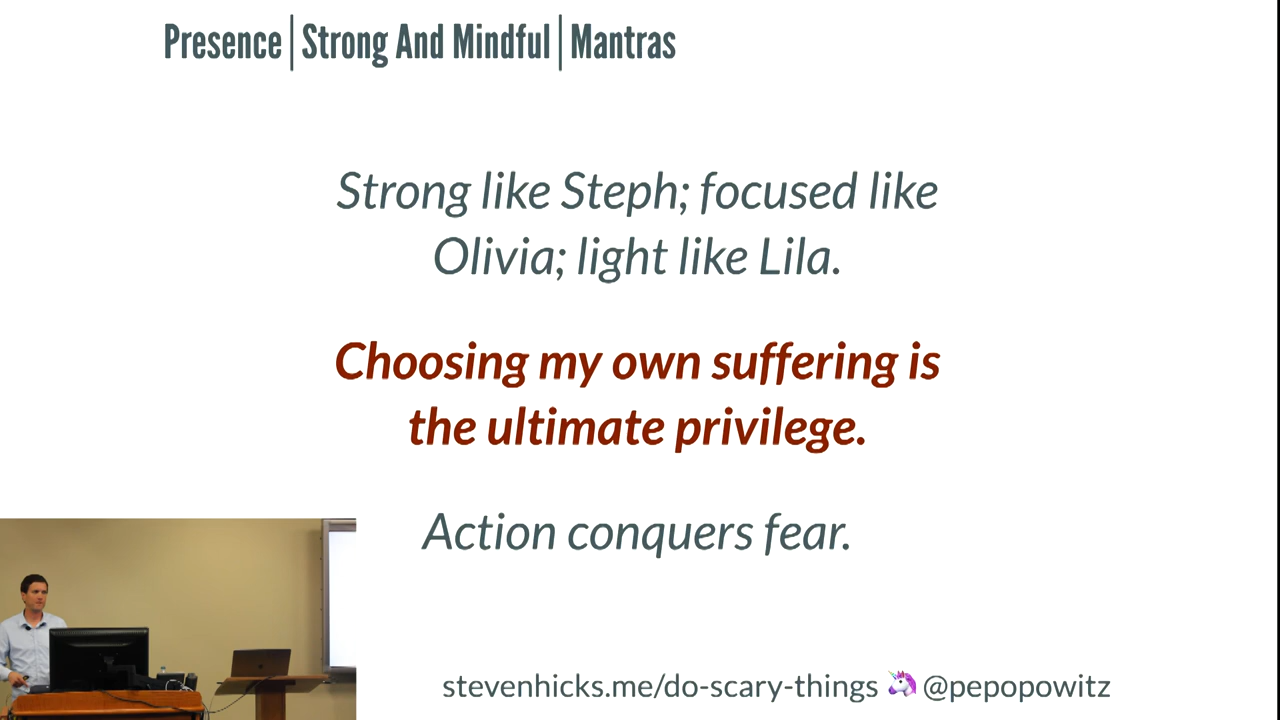 Presence | Strong And Mindful | Mantras
Strong like Steph; focused like
Olivia; light like Lila.
Choosing my own suffering is
the ultimate privilege.
Action conquers fear.
stevenhicks.me/do-scary-things 🦄 @pepopowitz